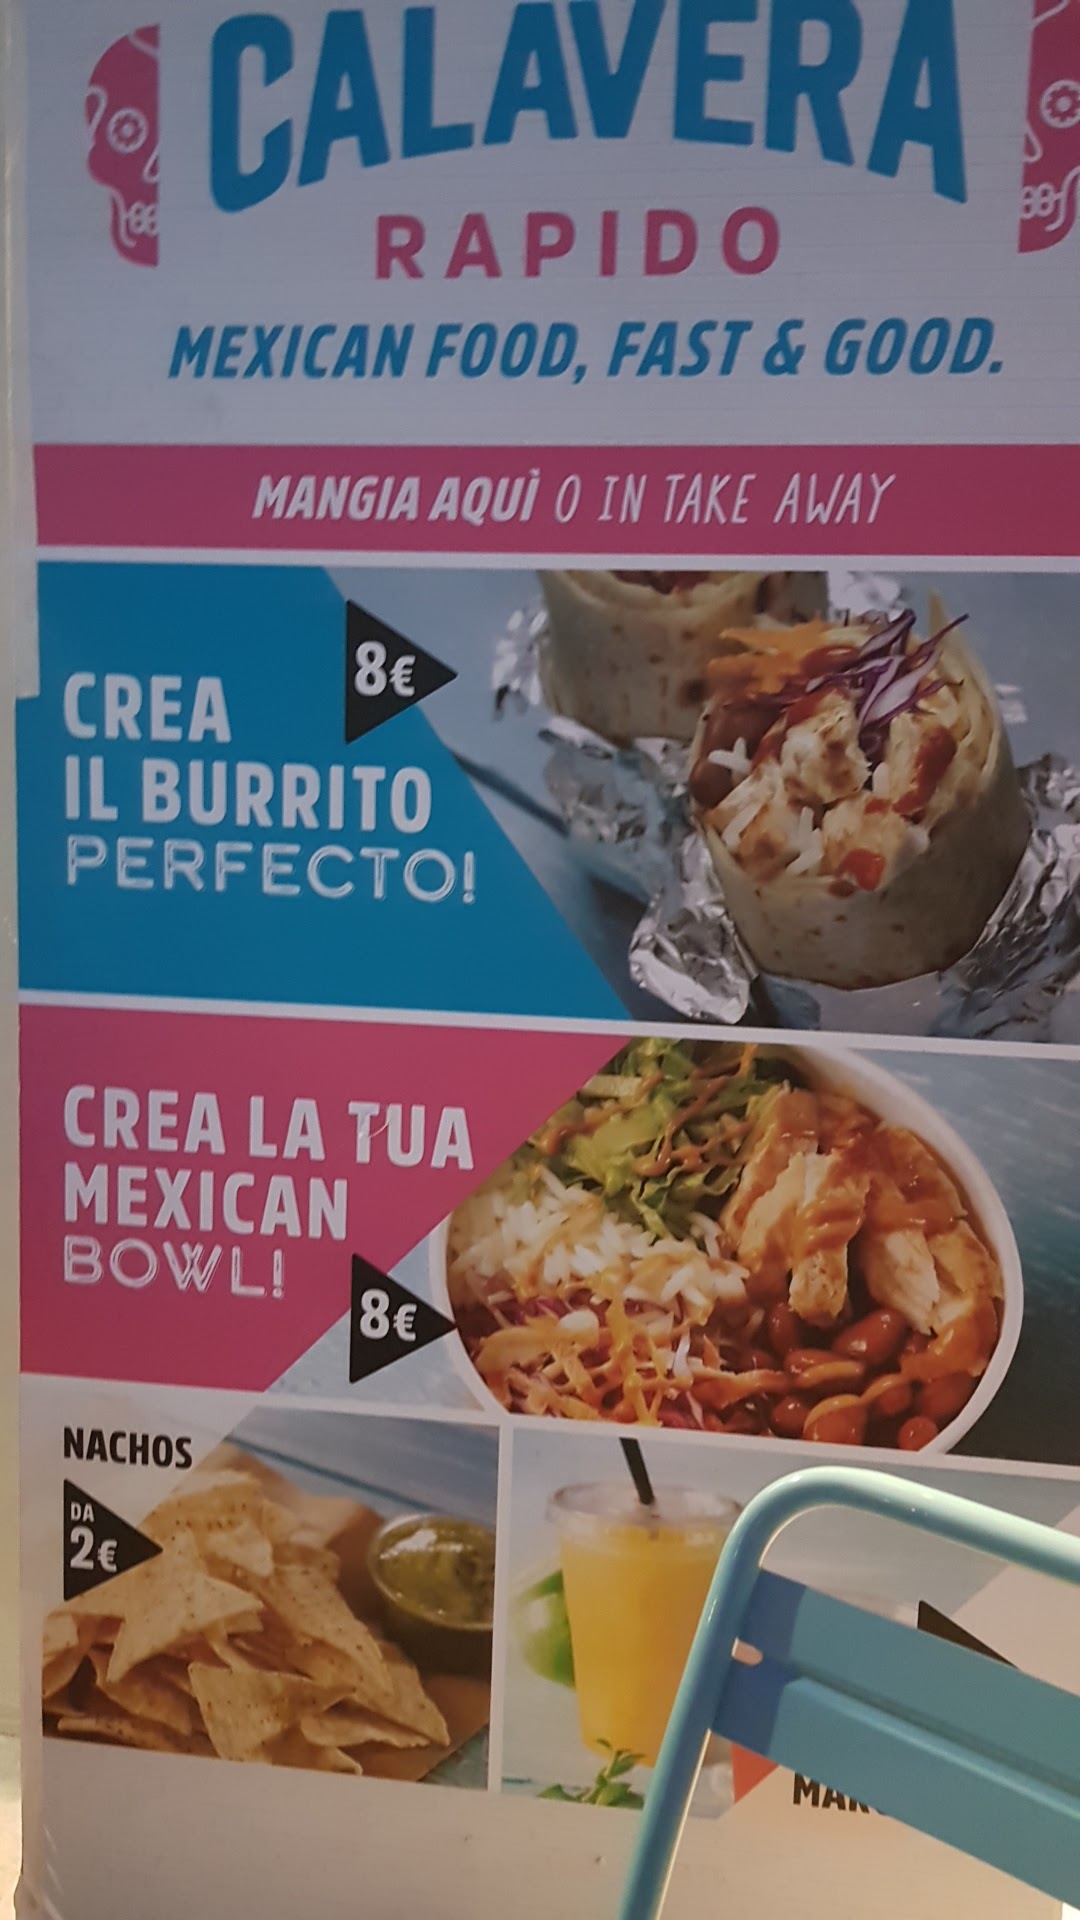 CALAVERA
RAPIDO
MEXICAN FOOD, FAST & GOOD.
MANGIA AQUÌ O IN TAKE AWAY
8€
CREA
IL BURRITO
PERFECTO!
CREA LA TUA
MEXICAN
BOWL!
8€
NACHOS
DA
2€